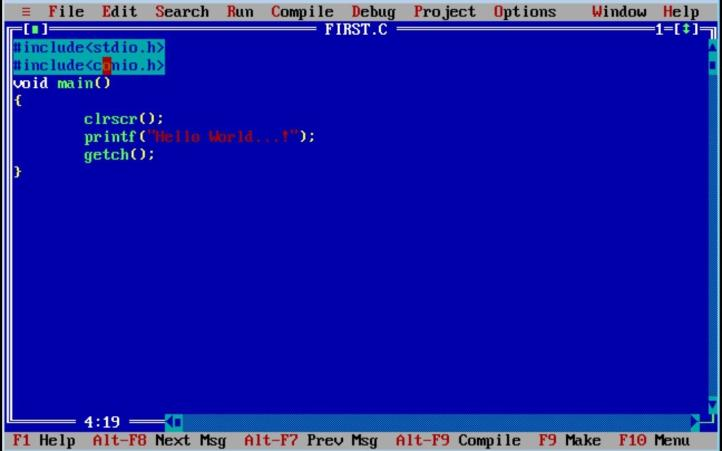 ≡ File Edit Search Run Compile Debug Project Options Window Help
[■] FIRST.C 1=[↕]
#include<stdio.h>
#include<conio.h>
void main()
{
clrscr();
printf("Hello World...!");
getch();
}
4:19
F1 Help Alt-F8 Next Msg Alt-F7 Prev Msg Alt-F9 Compile F9 Make F10 Menu